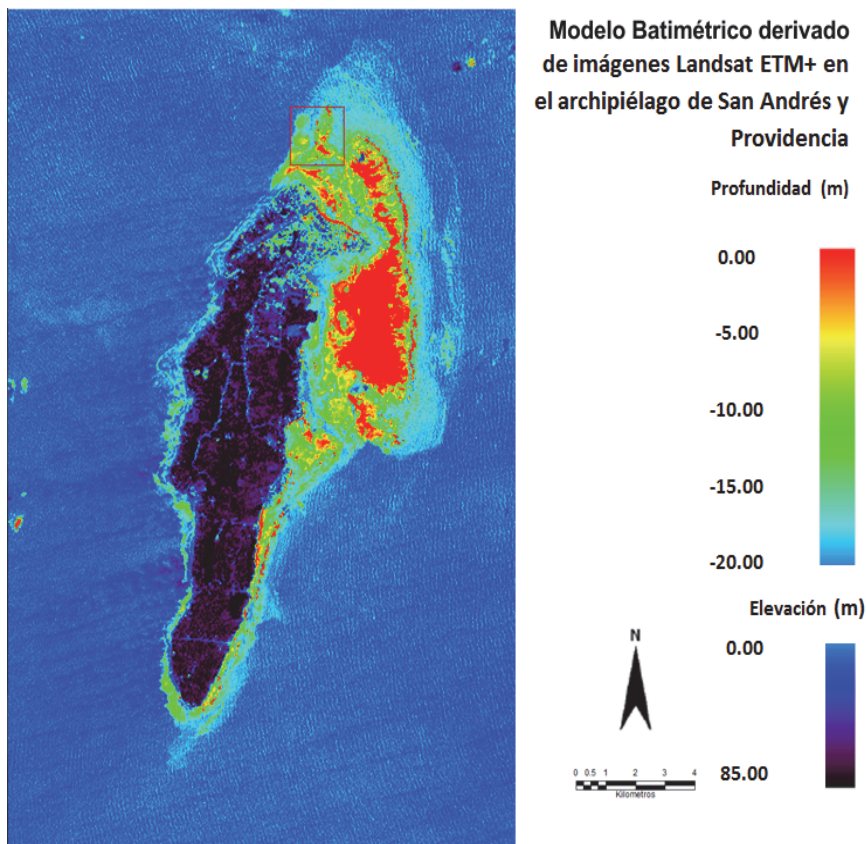 Modelo Batimétrico derivado
de imágenes Landsat ETM+ en
el archipiélago de San Andrés y
Providencia
Profundidad (m)
0.00
-5.00
-10.00
-15.00
-20.00
Elevación (m)
0.00
85.00
N
0 0.5 1 2 3 4
Kilometros